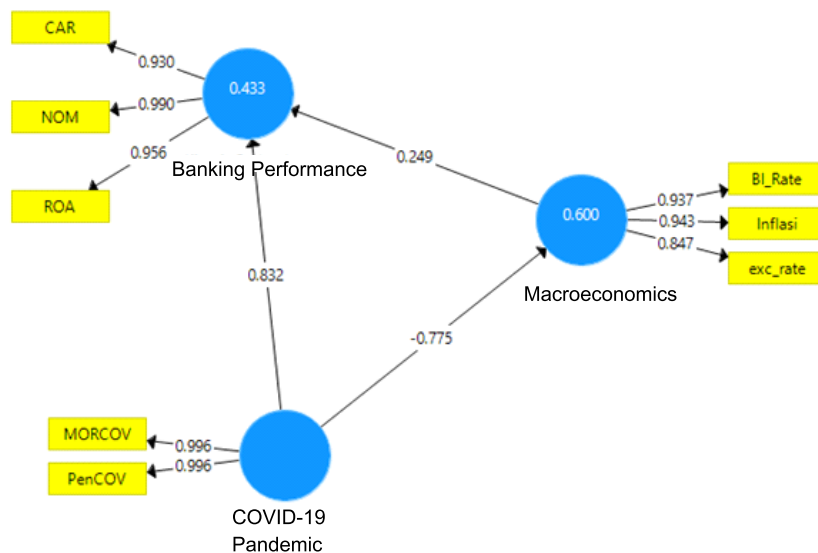 CAR
0.930
0.433
NOM
0.990
0.956
Banking Performance
ROA
0.249
BI_Rate
0.937
0.600
0.943
Inflasi
0.847
exc_rate
Macroeconomics
0.832
-0.775
MORCOV
0.996
0.996
PenCOV
COVID-19
Pandemic